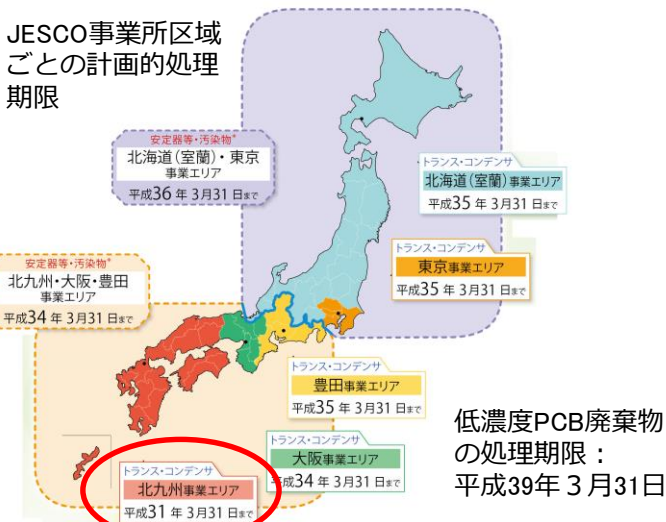 JESCO事業所区域
ごとの計画的処理
期限
安定器等・汚染物*
北海道(室蘭)・東京
事業エリア
平成36年3月31日まで
トランス・コンデンサ
北海道(室蘭)事業エリア
平成35年3月31日まで
トランス・コンデンサ
東京事業エリア
平成35年3月31日まで
安定器等・汚染物*
北九州・大阪・豊田
事業エリア
平成34年3月31日まで
トランス・コンデンサ
豊田事業エリア
平成35年3月31日まで
トランス・コンデンサ
大阪事業エリア
平成34年3月31日まで
トランス・コンデンサ
北九州事業エリア
平成31年3月31日まで
低濃度PCB廃棄物
の処理期限：
平成39年３月31日